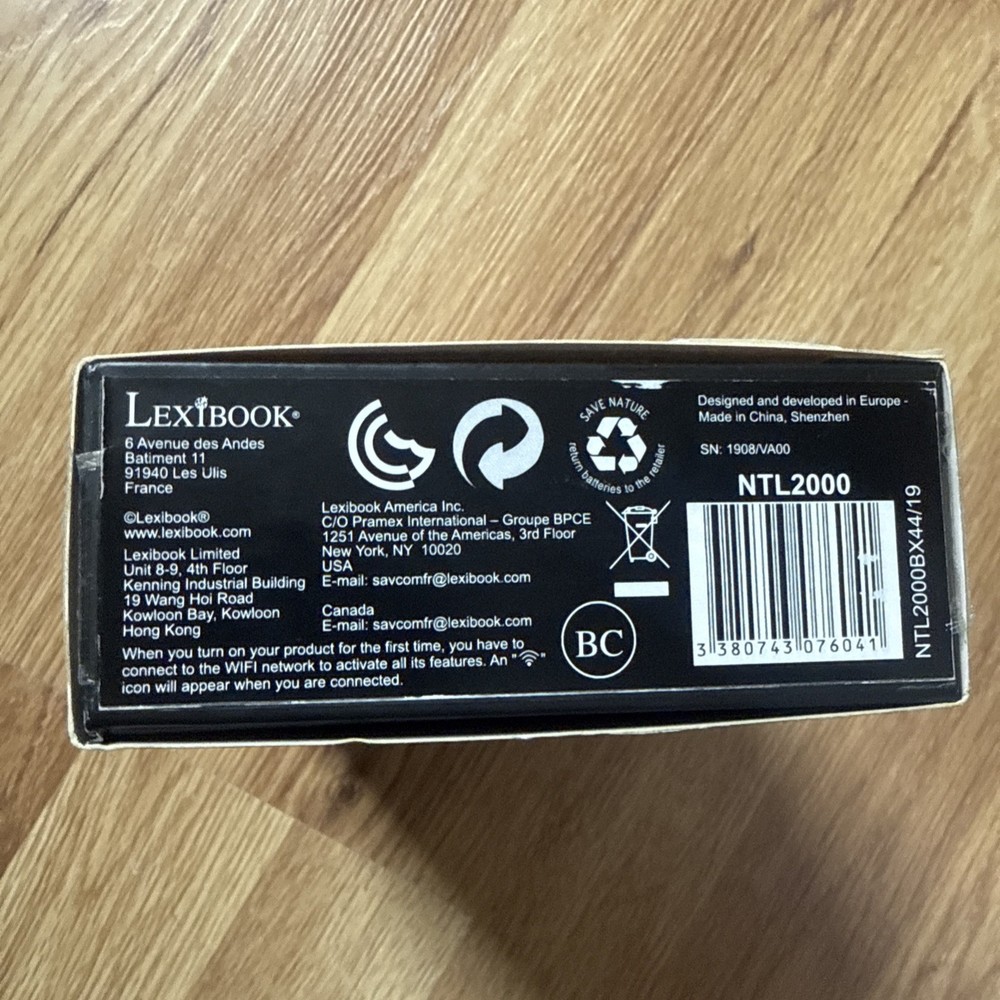 LEXIBOOK®
6 Avenue des Andes
Batiment 11
91940 Les Ulis
France
©Lexibook®
www.lexibook.com
Lexibook Limited
Unit 8-9, 4th Floor
Kenning Industrial Building
19 Wang Hoi Road
Kowloon Bay, Kowloon
Hong Kong
Lexibook America Inc.
C/O Pramex International – Groupe BPCE
1251 Avenue of the Americas, 3rd Floor
New York, NY 10020
USA
E-mail: savcomfr@lexibook.com
Canada
E-mail: savcomfr@lexibook.com
When you turn on your product for the first time, you have to
connect to the WIFI network to activate all its features. An " "
icon will appear when you are connected.
SAVE NATURE
return batteries to the retailer
BC
Designed and developed in Europe -
Made in China, Shenzhen
SN: 1908/VA00
NTL2000
3 380743 076041
NTL2000BX44/19